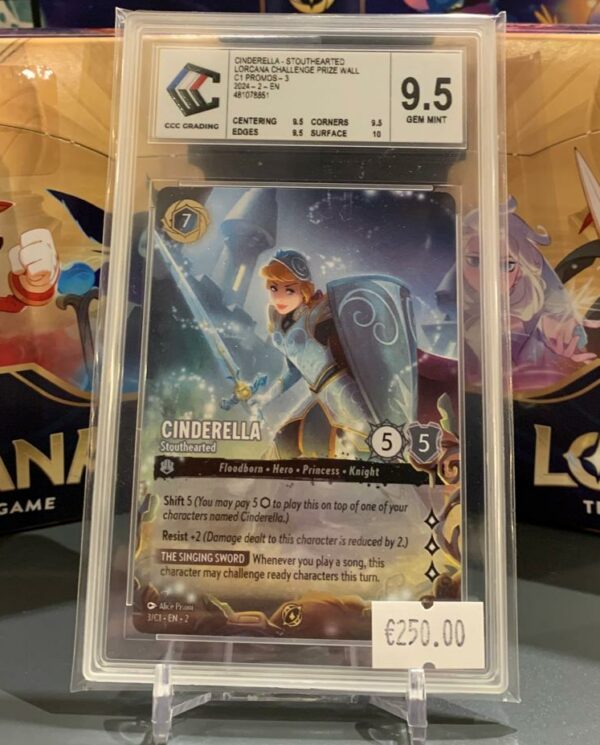 CINDERELLA - STOUTHEARTED
LORCANA CHALLENGE PRIZE WALL
C1 PROMOS - 3
2024 - 2 - EN
481078851
CCC GRADING
CENTERING 9.5 CORNERS 9.5
EDGES 9.5 SURFACE 10
9.5
GEM MINT
7
CINDERELLA
Stouthearted
5 5
Floodborn • Hero • Princess • Knight
Shift 5 (You may pay 5 to play this on top of one of your
characters named Cinderella.)
Resist +2 (Damage dealt to this character is reduced by 2.)
THE SINGING SWORD Whenever you play a song, this
character may challenge ready characters this turn.
Alice Pisoni
3/C1 • EN • 2
€250.00
ANA
GAME
LO
T